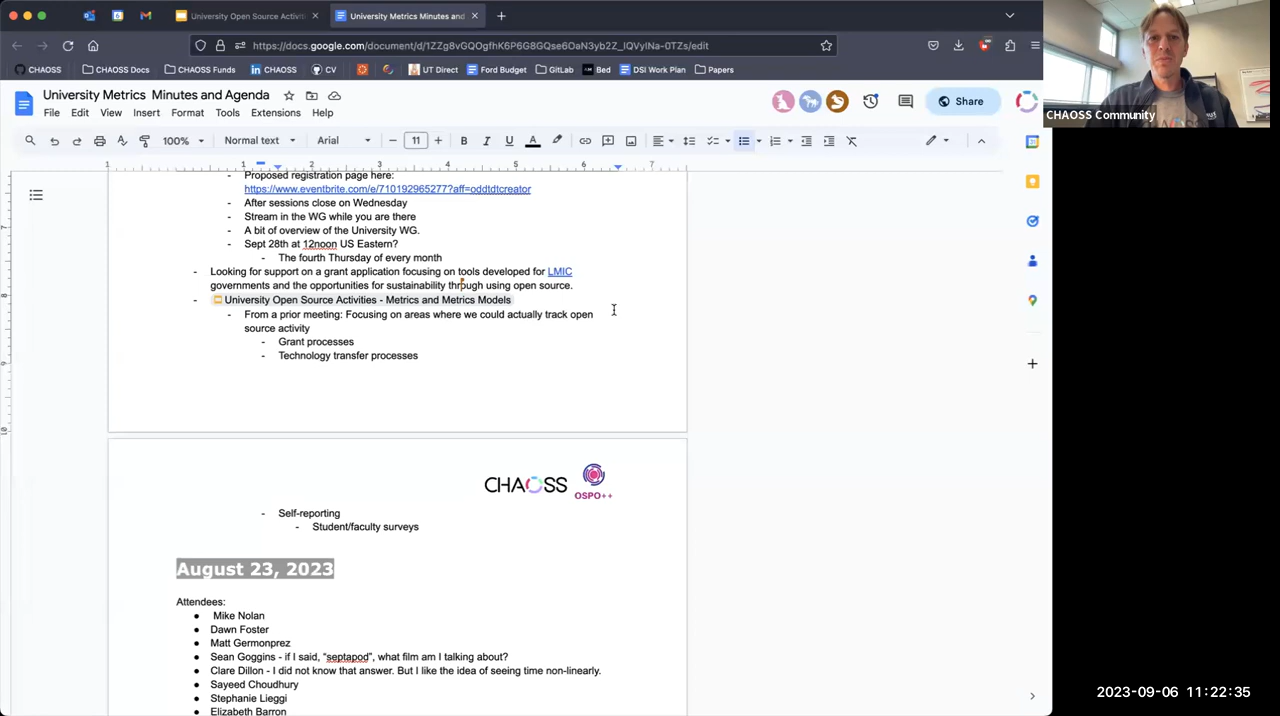 University Open Source Activiti
University Metrics Minutes and
https://docs.google.com/document/d/1ZZg8vGQOgfhK6P6G8GQse6OaN3yb2Z_IQVylNa-0TZs/edit
CHAOSS
CHAOSS Docs
CHAOSS Funds
CHAOSS
CV
UT Direct
Ford Budget
GitLab
Bed
DSI Work Plan
Papers
University Metrics Minutes and Agenda
File Edit View Insert Format Tools Extensions Help
Share
CHAOSS Community
100% Normal text Arial 11
1 1 2 3 4 5 6 7
- Proposed registration page here:
https://www.eventbrite.com/e/710192965277?aff=oddtdtcreator
- After sessions close on Wednesday
- Stream in the WG while you are there
- A bit of overview of the University WG.
- Sept 28th at 12noon US Eastern?
- The fourth Thursday of every month
- Looking for support on a grant application focusing on tools developed for LMIC
governments and the opportunities for sustainability through using open source.
- University Open Source Activities - Metrics and Metrics Models
- From a prior meeting: Focusing on areas where we could actually track open
source activity
- Grant processes
- Technology transfer processes
CHAOSS
OSPO++
- Self-reporting
- Student/faculty surveys
August 23, 2023
Attendees:
● Mike Nolan
● Dawn Foster
● Matt Germonprez
● Sean Goggins - if I said, “septapod”, what film am I talking about?
● Clare Dillon - I did not know that answer. But I like the idea of seeing time non-linearly.
● Sayeed Choudhury
● Stephanie Lieggi
● Elizabeth Barron
2023-09-06 11:22:35